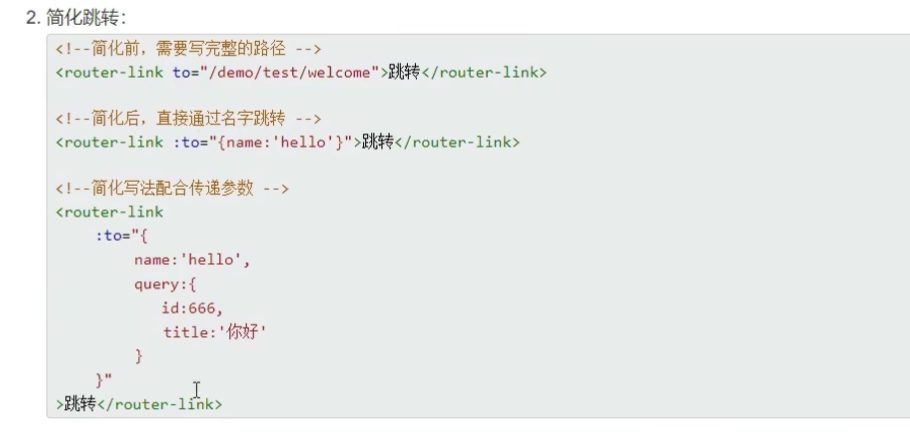 2. 简化跳转：
<!--简化前，需要写完整的路径 -->
<router-link to="/demo/test/welcome">跳转</router-link>
<!--简化后，直接通过名字跳转 -->
<router-link :to="{name:'hello'}">跳转</router-link>
<!--简化写法配合传递参数 -->
<router-link
:to="{
name:'hello',
query:{
id:666,
title:'你好'
}
}"
>跳转</router-link>